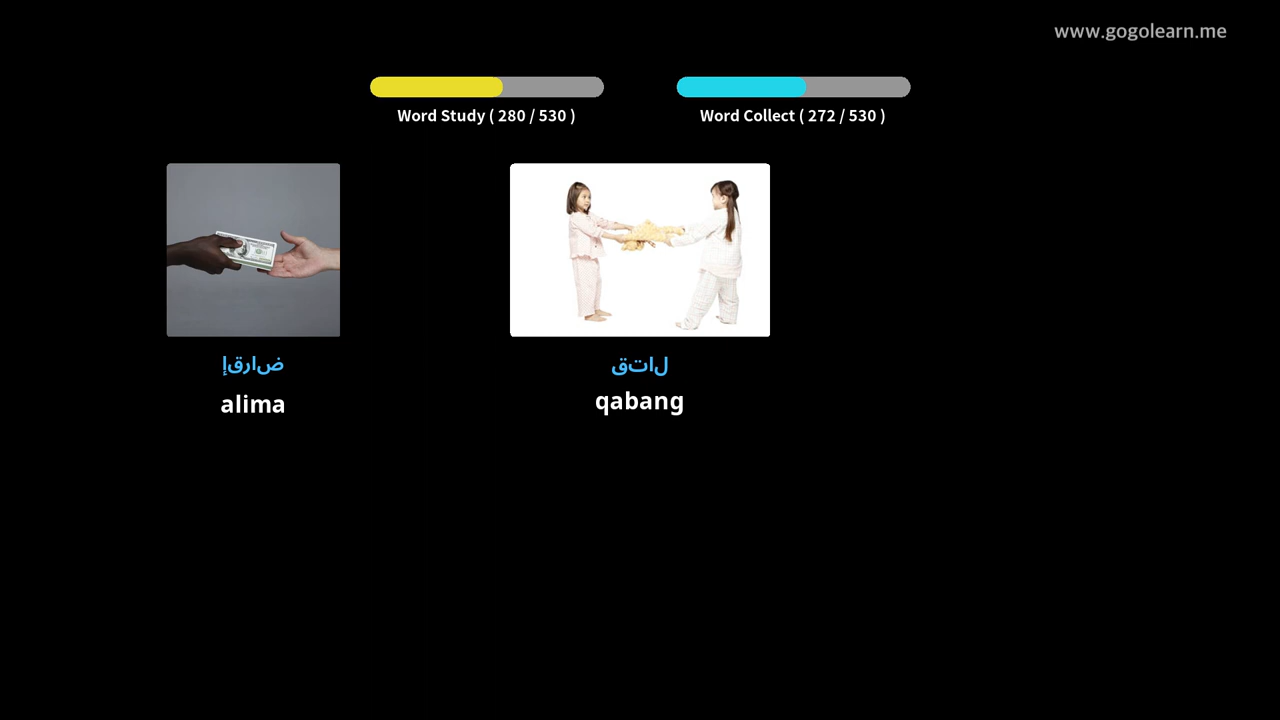 www.gogolearn.me
Word Study ( 280 / 530 )
Word Collect ( 272 / 530 )
ضارقإ
alima
لاتق
qabang